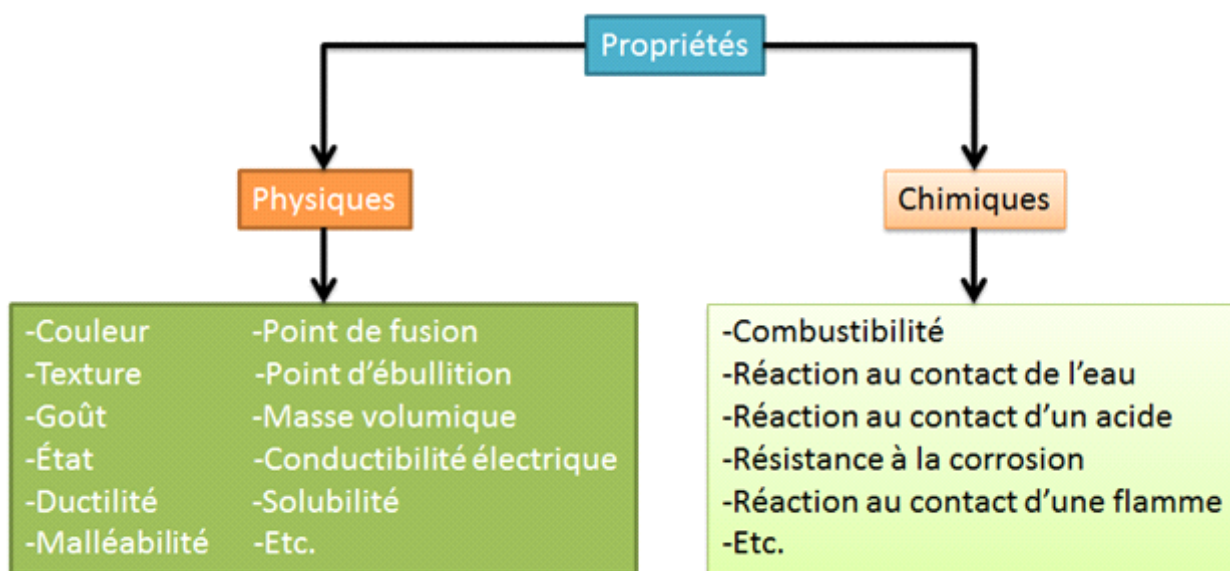 Propriétés
Physiques
Chimiques
-Couleur
-Texture
-Goût
-État
-Ductilité
-Malléabilité
-Point de fusion
-Point d'ébullition
-Masse volumique
-Conductibilité électrique
-Solubilité
-Etc.
-Combustibilité
-Réaction au contact de l'eau
-Réaction au contact d'un acide
-Résistance à la corrosion
-Réaction au contact d'une flamme
-Etc.